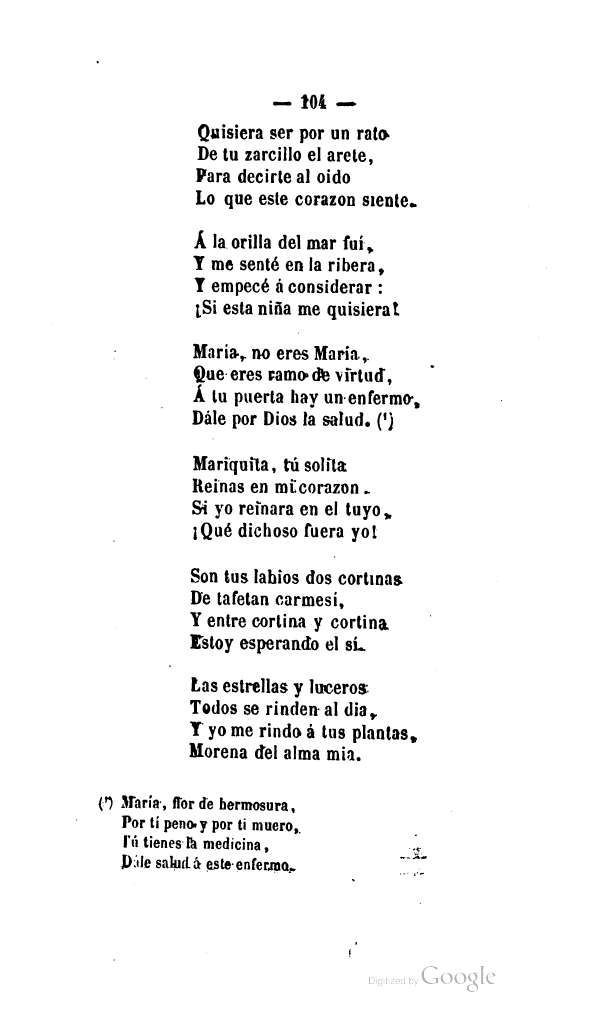 — 104 —
Quisiera ser por un rato
De tu zarcillo el arete,
Para decirte al oido
Lo que este corazon siente.
Á la orilla del mar fuí,
Y me senté en la ribera,
Y empecé á considerar :
¡Si esta niña me quisiera!
Maria, no eres María,
Que eres ramo de virtud,
Á tu puerta hay un enfermo,
Dále por Dios la salud. (¹)
Mariquita, tú solita
Reinas en mi corazon.
Si yo reinara en el tuyo,
¡Qué dichoso fuera yo!
Son tus labios dos cortinas
De tafetan carmesí,
Y entre cortina y cortina
Estoy esperando el sí.
Las estrellas y luceros
Todos se rinden al dia,
Y yo me rindo á tus plantas,
Morena del alma mia.
(¹) María, flor de hermosura,
Por tí peno y por ti muero,
Tú tienes la medicina,
Dále salud á este enfermo.
Digitized by Google